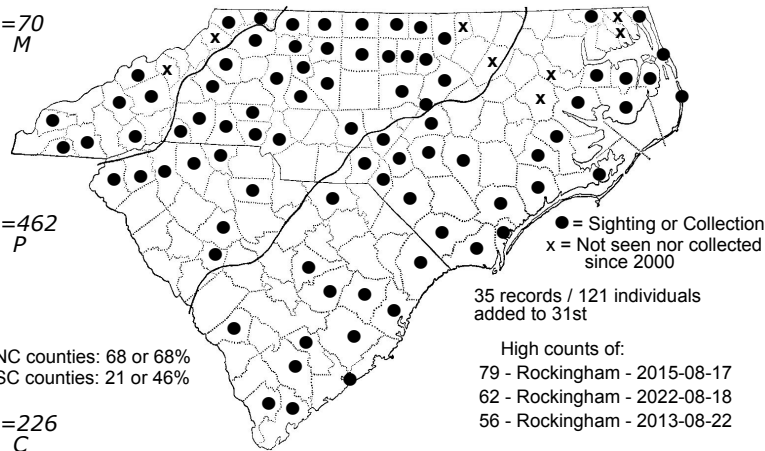 =70
M
=462
P
● = Sighting or Collection
x = Not seen nor collected
since 2000
35 records / 121 individuals
added to 31st
NC counties: 68 or 68%
SC counties: 21 or 46%
High counts of:
79 - Rockingham - 2015-08-17
62 - Rockingham - 2022-08-18
56 - Rockingham - 2013-08-22
=226
C